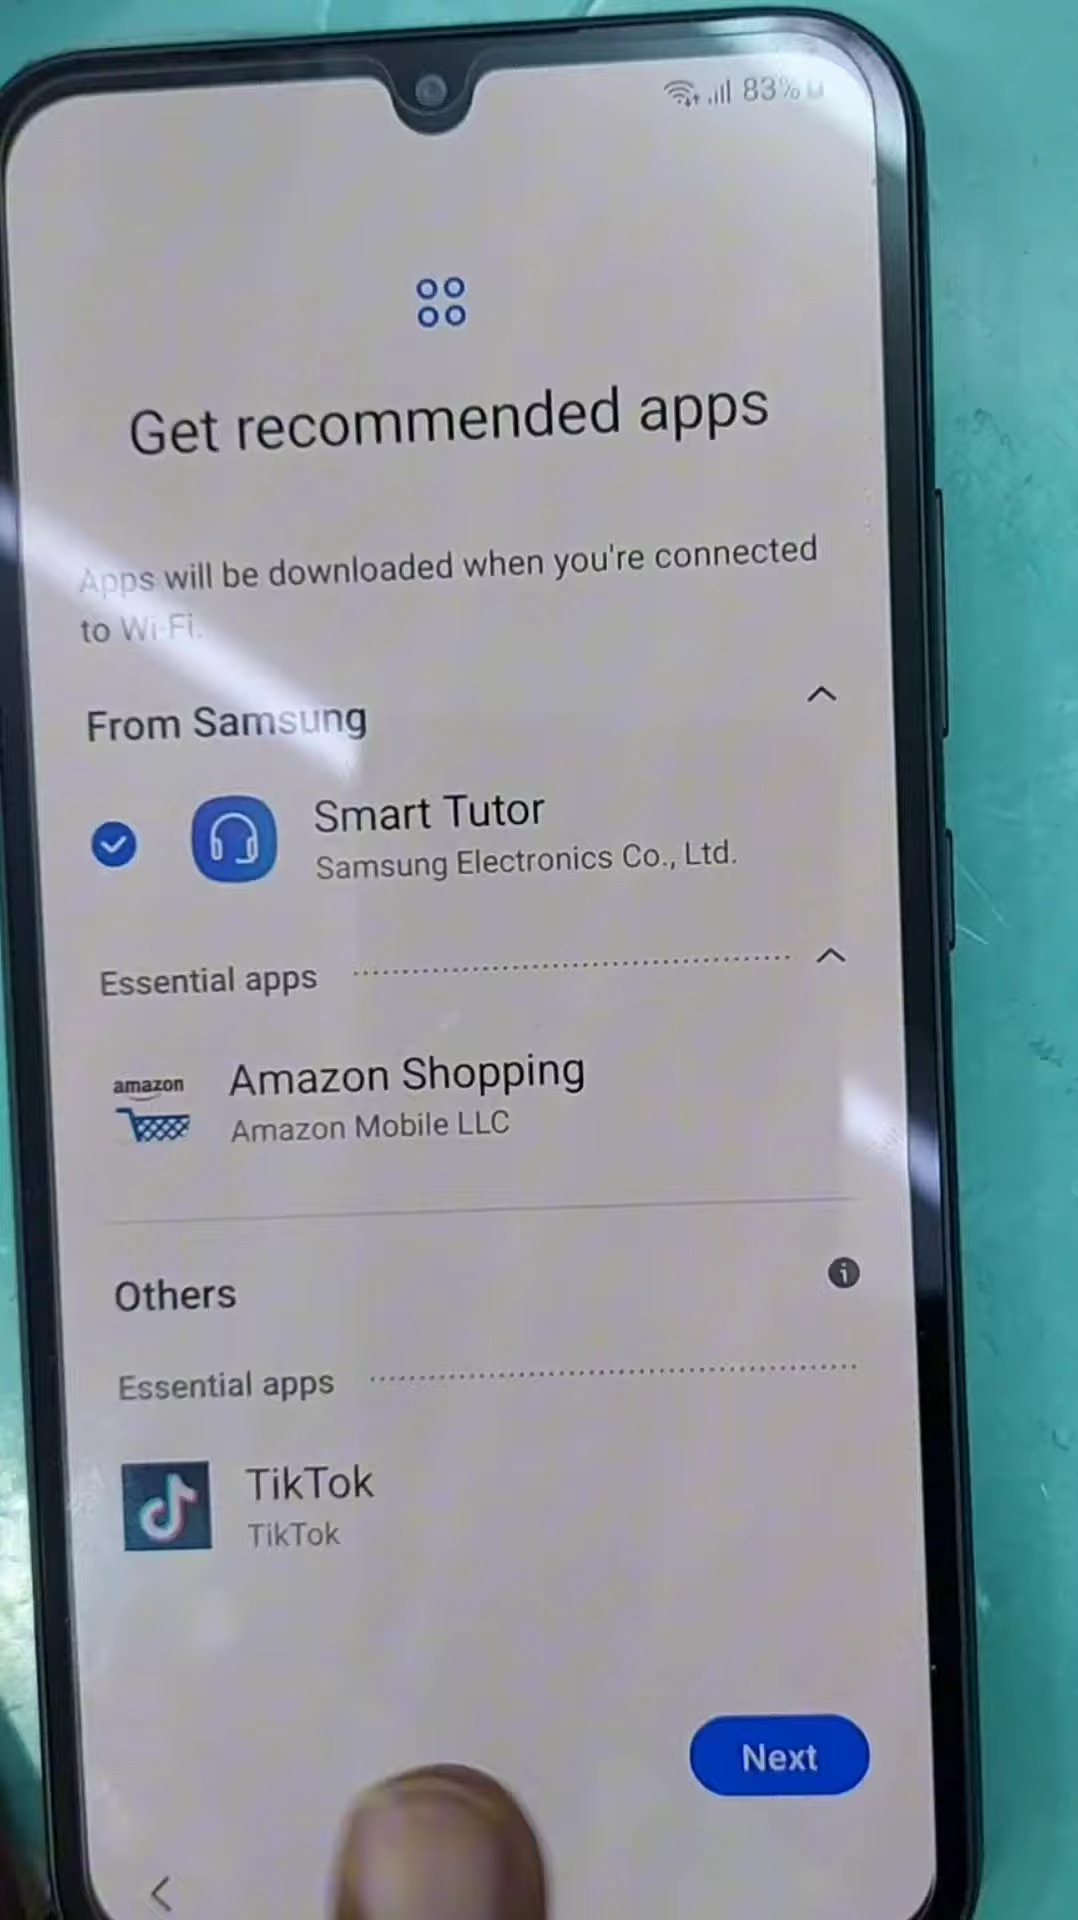 83%
Get recommended apps
Apps will be downloaded when you're connected
to Wi-Fi.
From Samsung
Smart Tutor
Samsung Electronics Co., Ltd.
Essential apps
amazon
Amazon Shopping
Amazon Mobile LLC
Others
i
Essential apps
TikTok
TikTok
Next